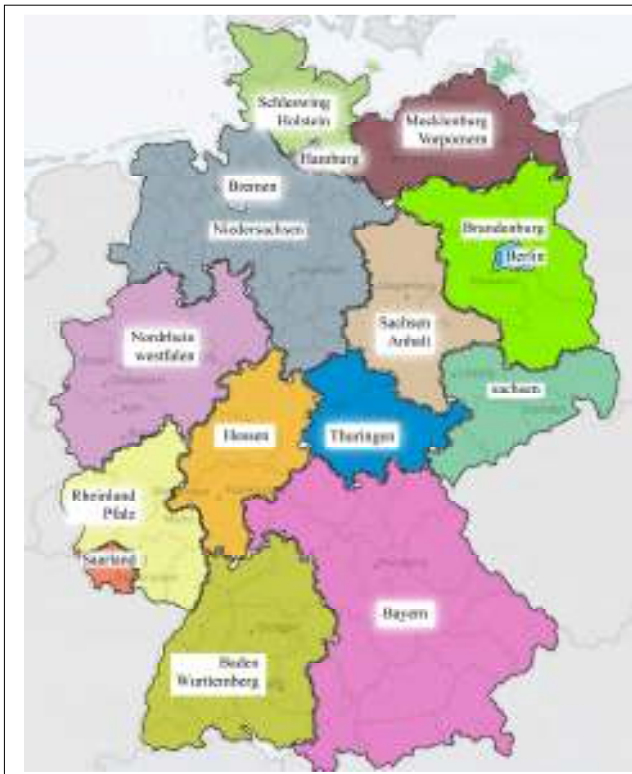 Schleswing
Holstein
Mecklenburg
Vorpomern
Hamburg
Bremen
Niedersachsen
Brandenburg
Berlin
Sachsen
Anhalt
Nordrhein
westfalen
sachsen
Hessen
Thuringen
Rheinland
Pfalz
Saarland
Bayern
Baden
Wurttemberg